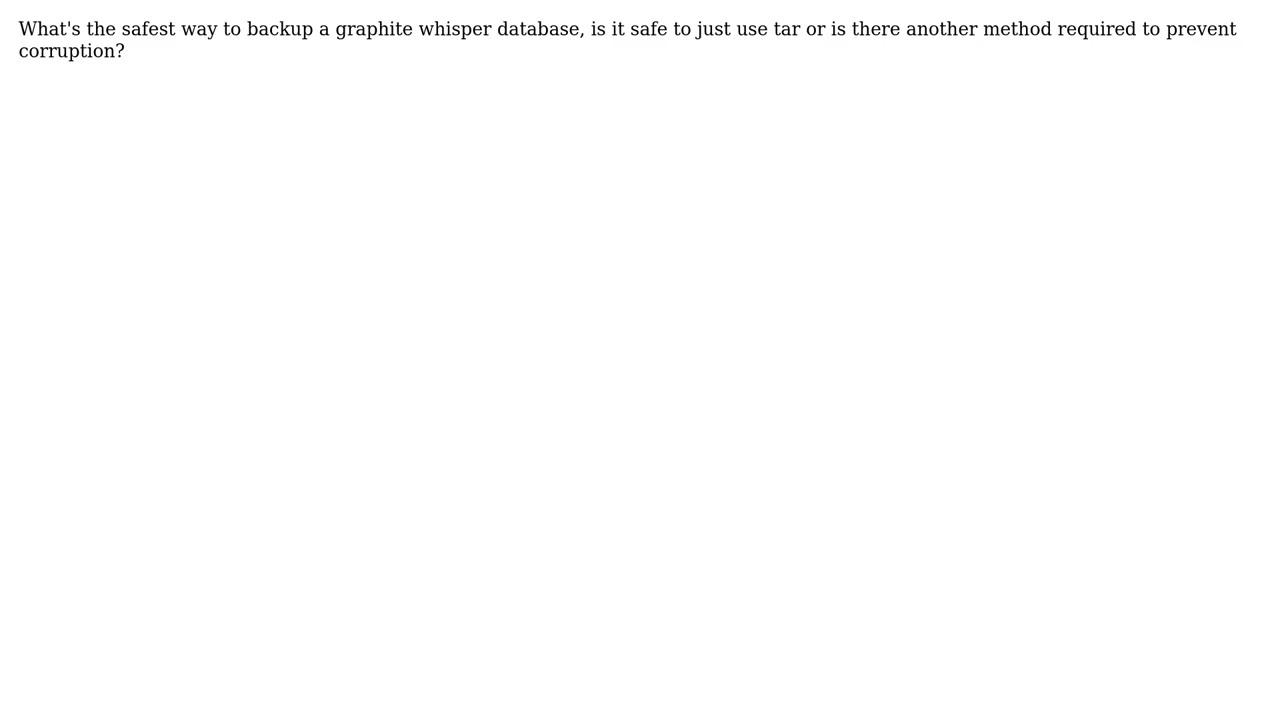 What's the safest way to backup a graphite whisper database, is it safe to just use tar or is there another method required to prevent
corruption?